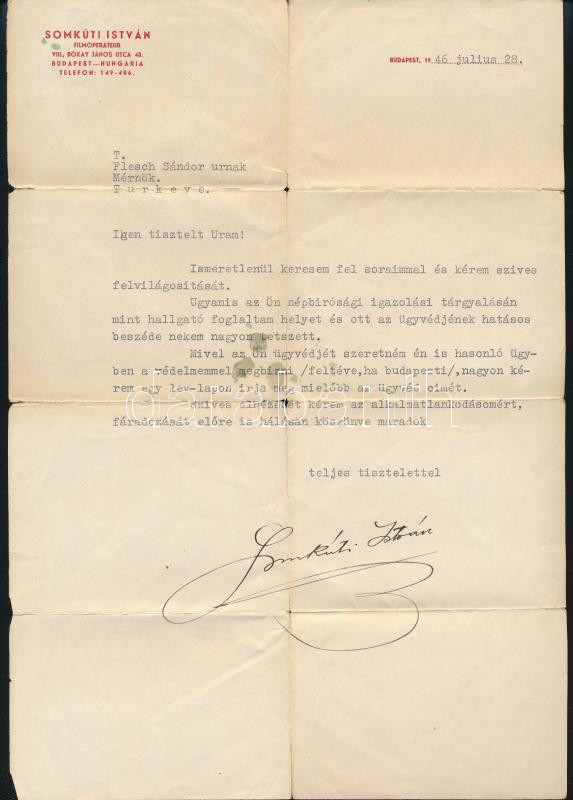 SOMKÚTI ISTVÁN
FILMOPERATEUR
VIII., BÓKAY JÁNOS UTCA 43.
BUDAPEST—HUNGARIA
TELEFON: 149-486.
BUDAPEST, 19 46 julius 28.
T.
Flesch Sándor urnak
Mérnök.
T u r k e v e.
Igen tisztelt Uram!
Ismeretlenül keresem fel soraimmal és kérem szives
felvilágositását.
Ugyanis az Ön népbirósági igazolási tárgyalásán
mint hallgató foglaltam helyet és ott az ügyvédjének hatásos
beszéde nekem nagyon tetszett.
Mivel az Ön ügyvédjét szeretném én is hasonló ügy-
ben a védelmemmel megbizni /feltéve,ha budapesti/,nagyon ké-
rem egy lev-lapon irja meg mielőbb az ügyvéd cimét.
Szives elnézését kérem az alkalmatlankodásomért,
fáradozását előre is hálásan köszönve maradok
teljes tisztelettel
Somkúti István
darabanth